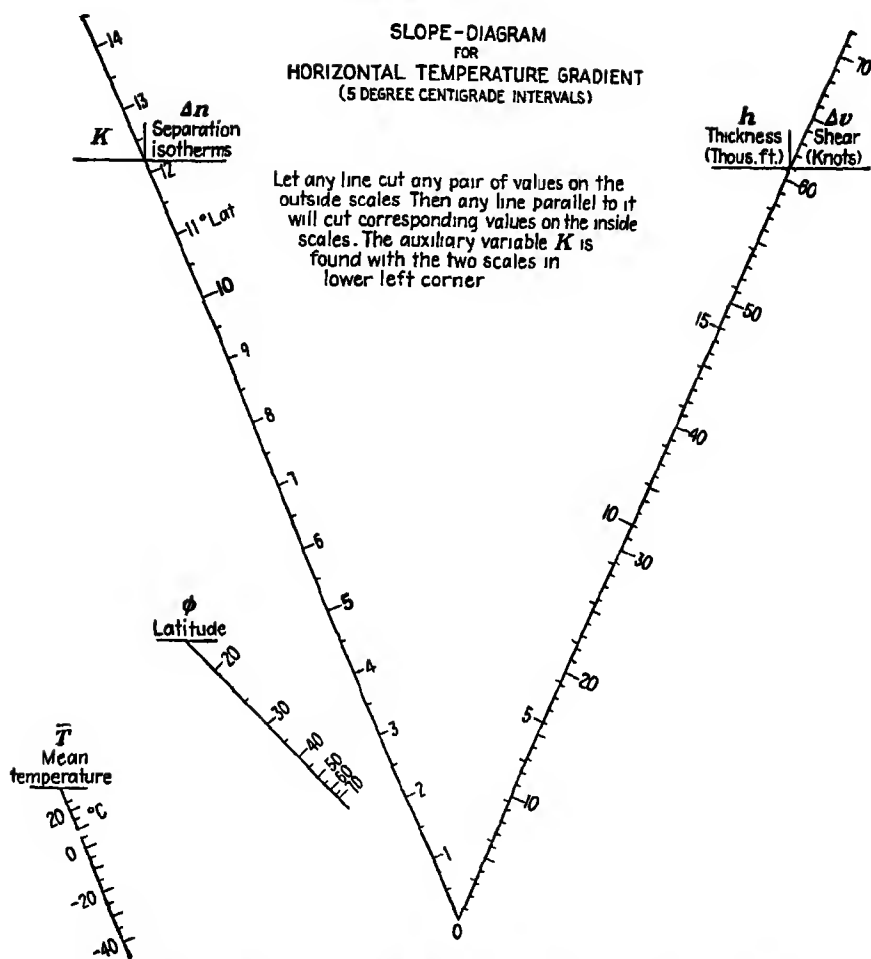 SLOPE-DIAGRAM
FOR
HORIZONTAL TEMPERATURE GRADIENT
(5 DEGREE CENTIGRADE INTERVALS)
Let any line cut any pair of values on the
outside scales Then any line parallel to it
will cut corresponding values on the inside
scales. The auxiliary variable K is
found with the two scales in
lower left corner
K
Δn
Separation
isotherms
14
13
12
11° Lat
10
9
8
7
6
5
4
3
2
1
0
h
Thickness
(Thous. ft.)
15
10
5
Δv
Shear
(Knots)
70
60
50
40
30
20
10
ϕ
Latitude
20
30
40
50
60
70
T̄
Mean
temperature
20
°C
0
-20
-40